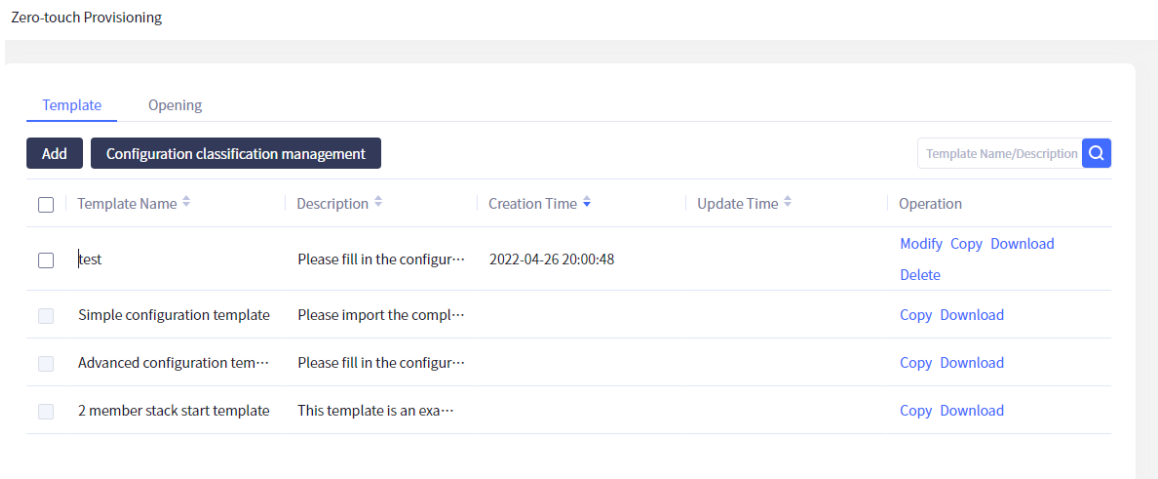 Zero-touch Provisioning
Template Opening
Add Configuration classification management Template Name/Description
Template Name Description Creation Time Update Time Operation
test Please fill in the configur··· 2022-04-26 20:00:48 Modify Copy Download
Delete
Simple configuration template Please import the compl··· Copy Download
Advanced configuration tem··· Please fill in the configur··· Copy Download
2 member stack start template This template is an exa··· Copy Download